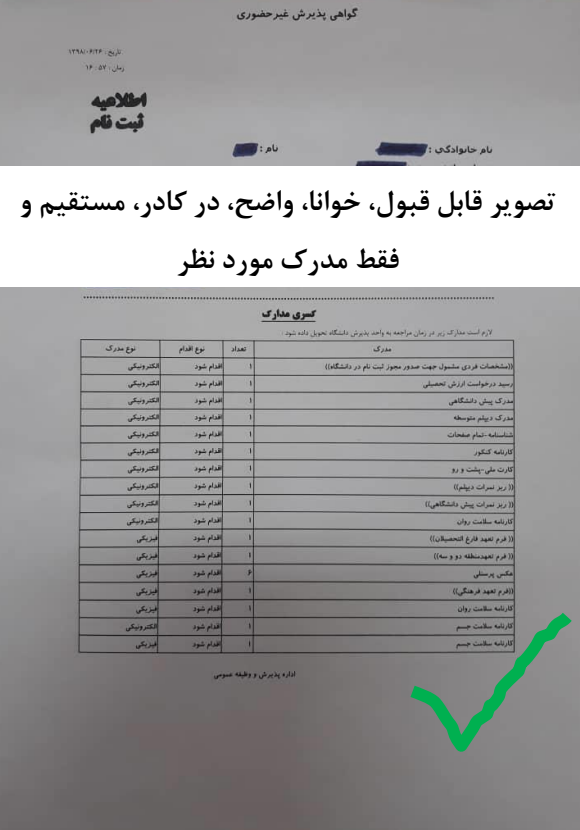 گواهی پذیرش غیرحضوری
تاریخ: ۱۳۹۸/۰۶/۲۶
زمان: ۱۶:۵۷
اطلاعیه
ثبت نام
نام خانوادگی :
نام :
تصویر قابل قبول، خوانا، واضح، در کادر، مستقیم و
فقط مدرک مورد نظر
کسری مدارک
لازم است مدارک زیر در زمان مراجعه به واحد پذیرش دانشگاه تحویل داده شود :
مدرک تعداد نوع اقدام نوع مدرک
((مشخصات فردی مشمول جهت صدور مجوز ثبت نام در دانشگاه)) ۱ اقدام شود الکترونیکی
رسید درخواست ارزش تحصیلی ۱ اقدام شود الکترونیکی
مدرک پیش دانشگاهی ۱ اقدام شود الکترونیکی
مدرک دیپلم متوسطه ۱ اقدام شود الکترونیکی
شناسنامه-تمام صفحات ۱ اقدام شود الکترونیکی
کارنامه کنکور ۱ اقدام شود الکترونیکی
کارت ملی-پشت و رو ۱ اقدام شود الکترونیکی
(( ریز نمرات دیپلم)) ۱ اقدام شود الکترونیکی
(( ریز نمرات پیش دانشگاهی)) ۱ اقدام شود الکترونیکی
کارنامه سلامت روان ۱ اقدام شود الکترونیکی
(( فرم تعهد فارغ التحصیلان)) ۱ اقدام شود فیزیکی
(( فرم تعهدمنطقه دو و سه)) ۱ اقدام شود فیزیکی
عکس پرسنلی ۶ اقدام شود فیزیکی
((فرم تعهد فرهنگی)) ۱ اقدام شود فیزیکی
کارنامه سلامت روان ۱ اقدام شود فیزیکی
کارنامه سلامت جسم ۱ اقدام شود الکترونیکی
کارنامه سلامت جسم ۱ اقدام شود فیزیکی
اداره پذیرش و وظیفه عمومی